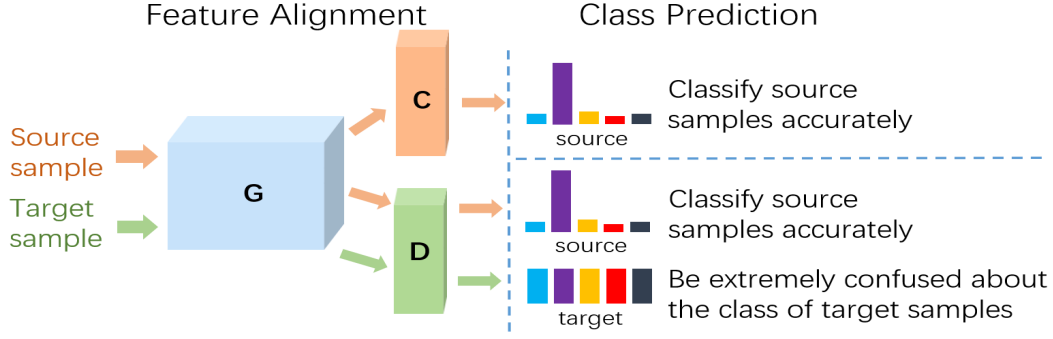 Feature Alignment
Class Prediction
Source
sample
Target
sample
G
C
D
source
Classify source
samples accurately
source
Classify source
samples accurately
target
Be extremely confused about
the class of target samples